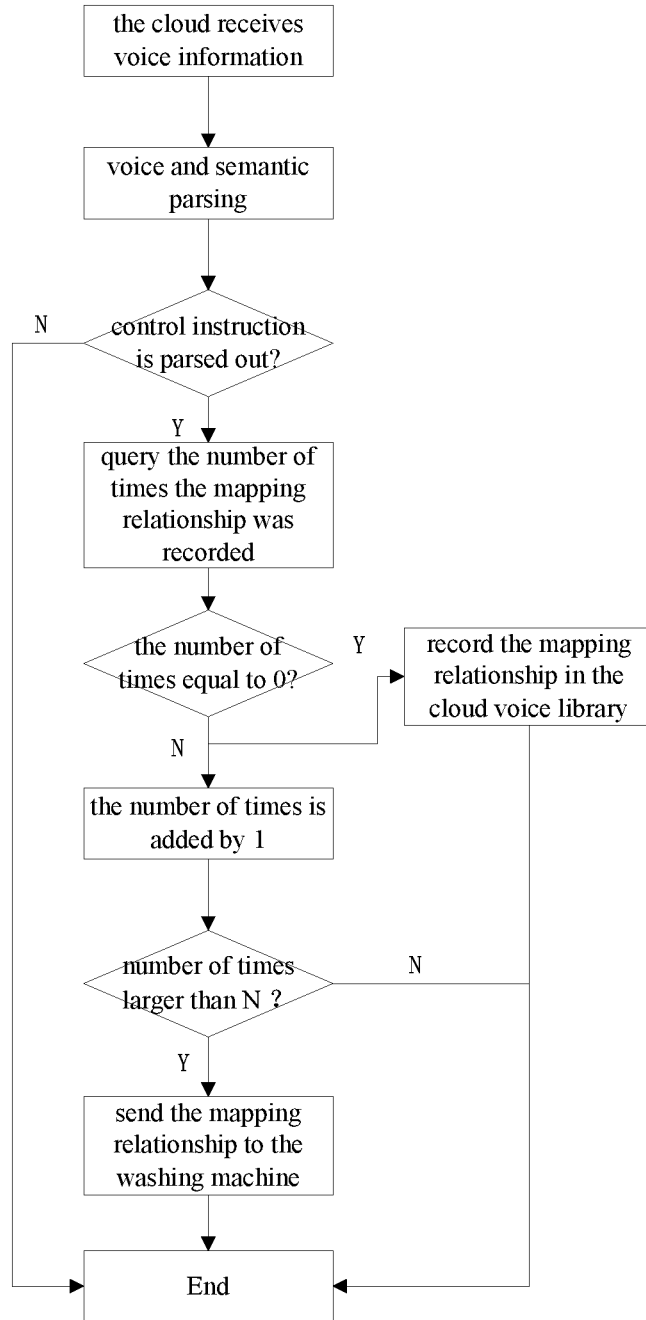 the cloud receives
voice information
voice and semantic
parsing
control instruction
is parsed out?
N
Y
query the number of
times the mapping
relationship was
recorded
the number of
times equal to 0?
Y
record the mapping
relationship in the
cloud voice library
N
the number of times is
added by 1
number of times
larger than N ?
N
Y
send the mapping
relationship to the
washing machine
End